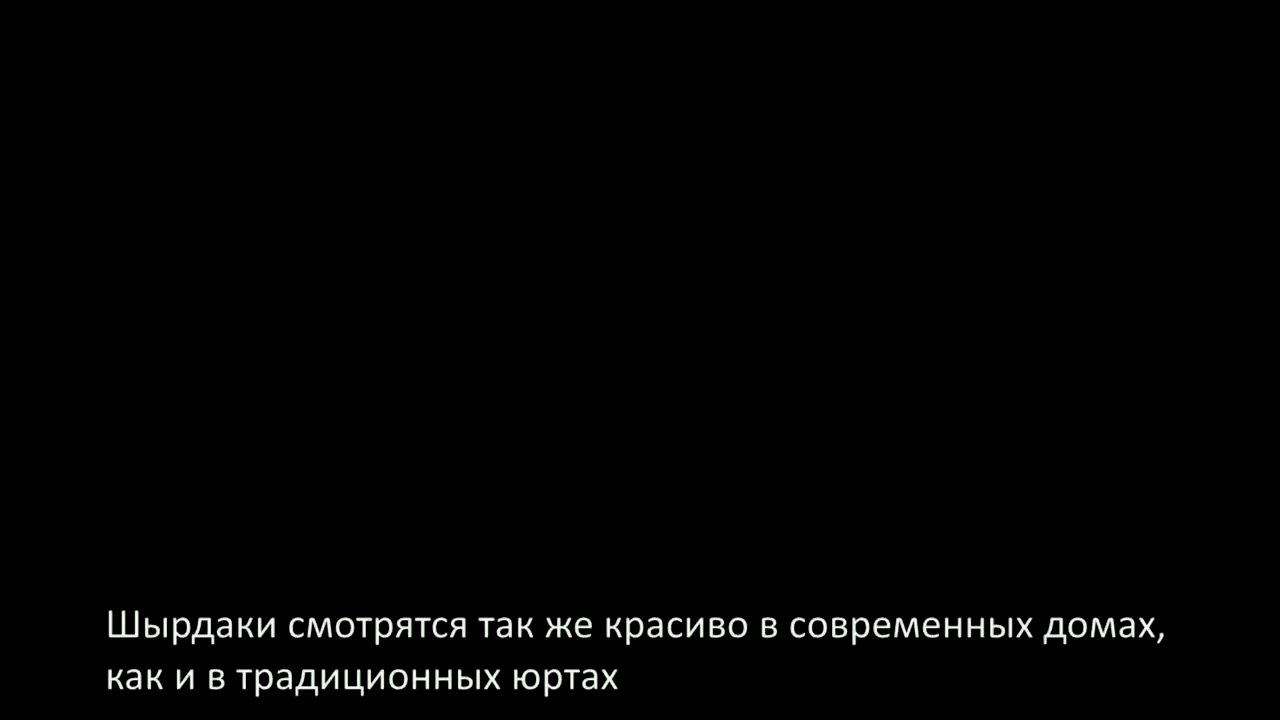 Шырдаки смотрятся так же красиво в современных домах,
как и в традиционных юртах